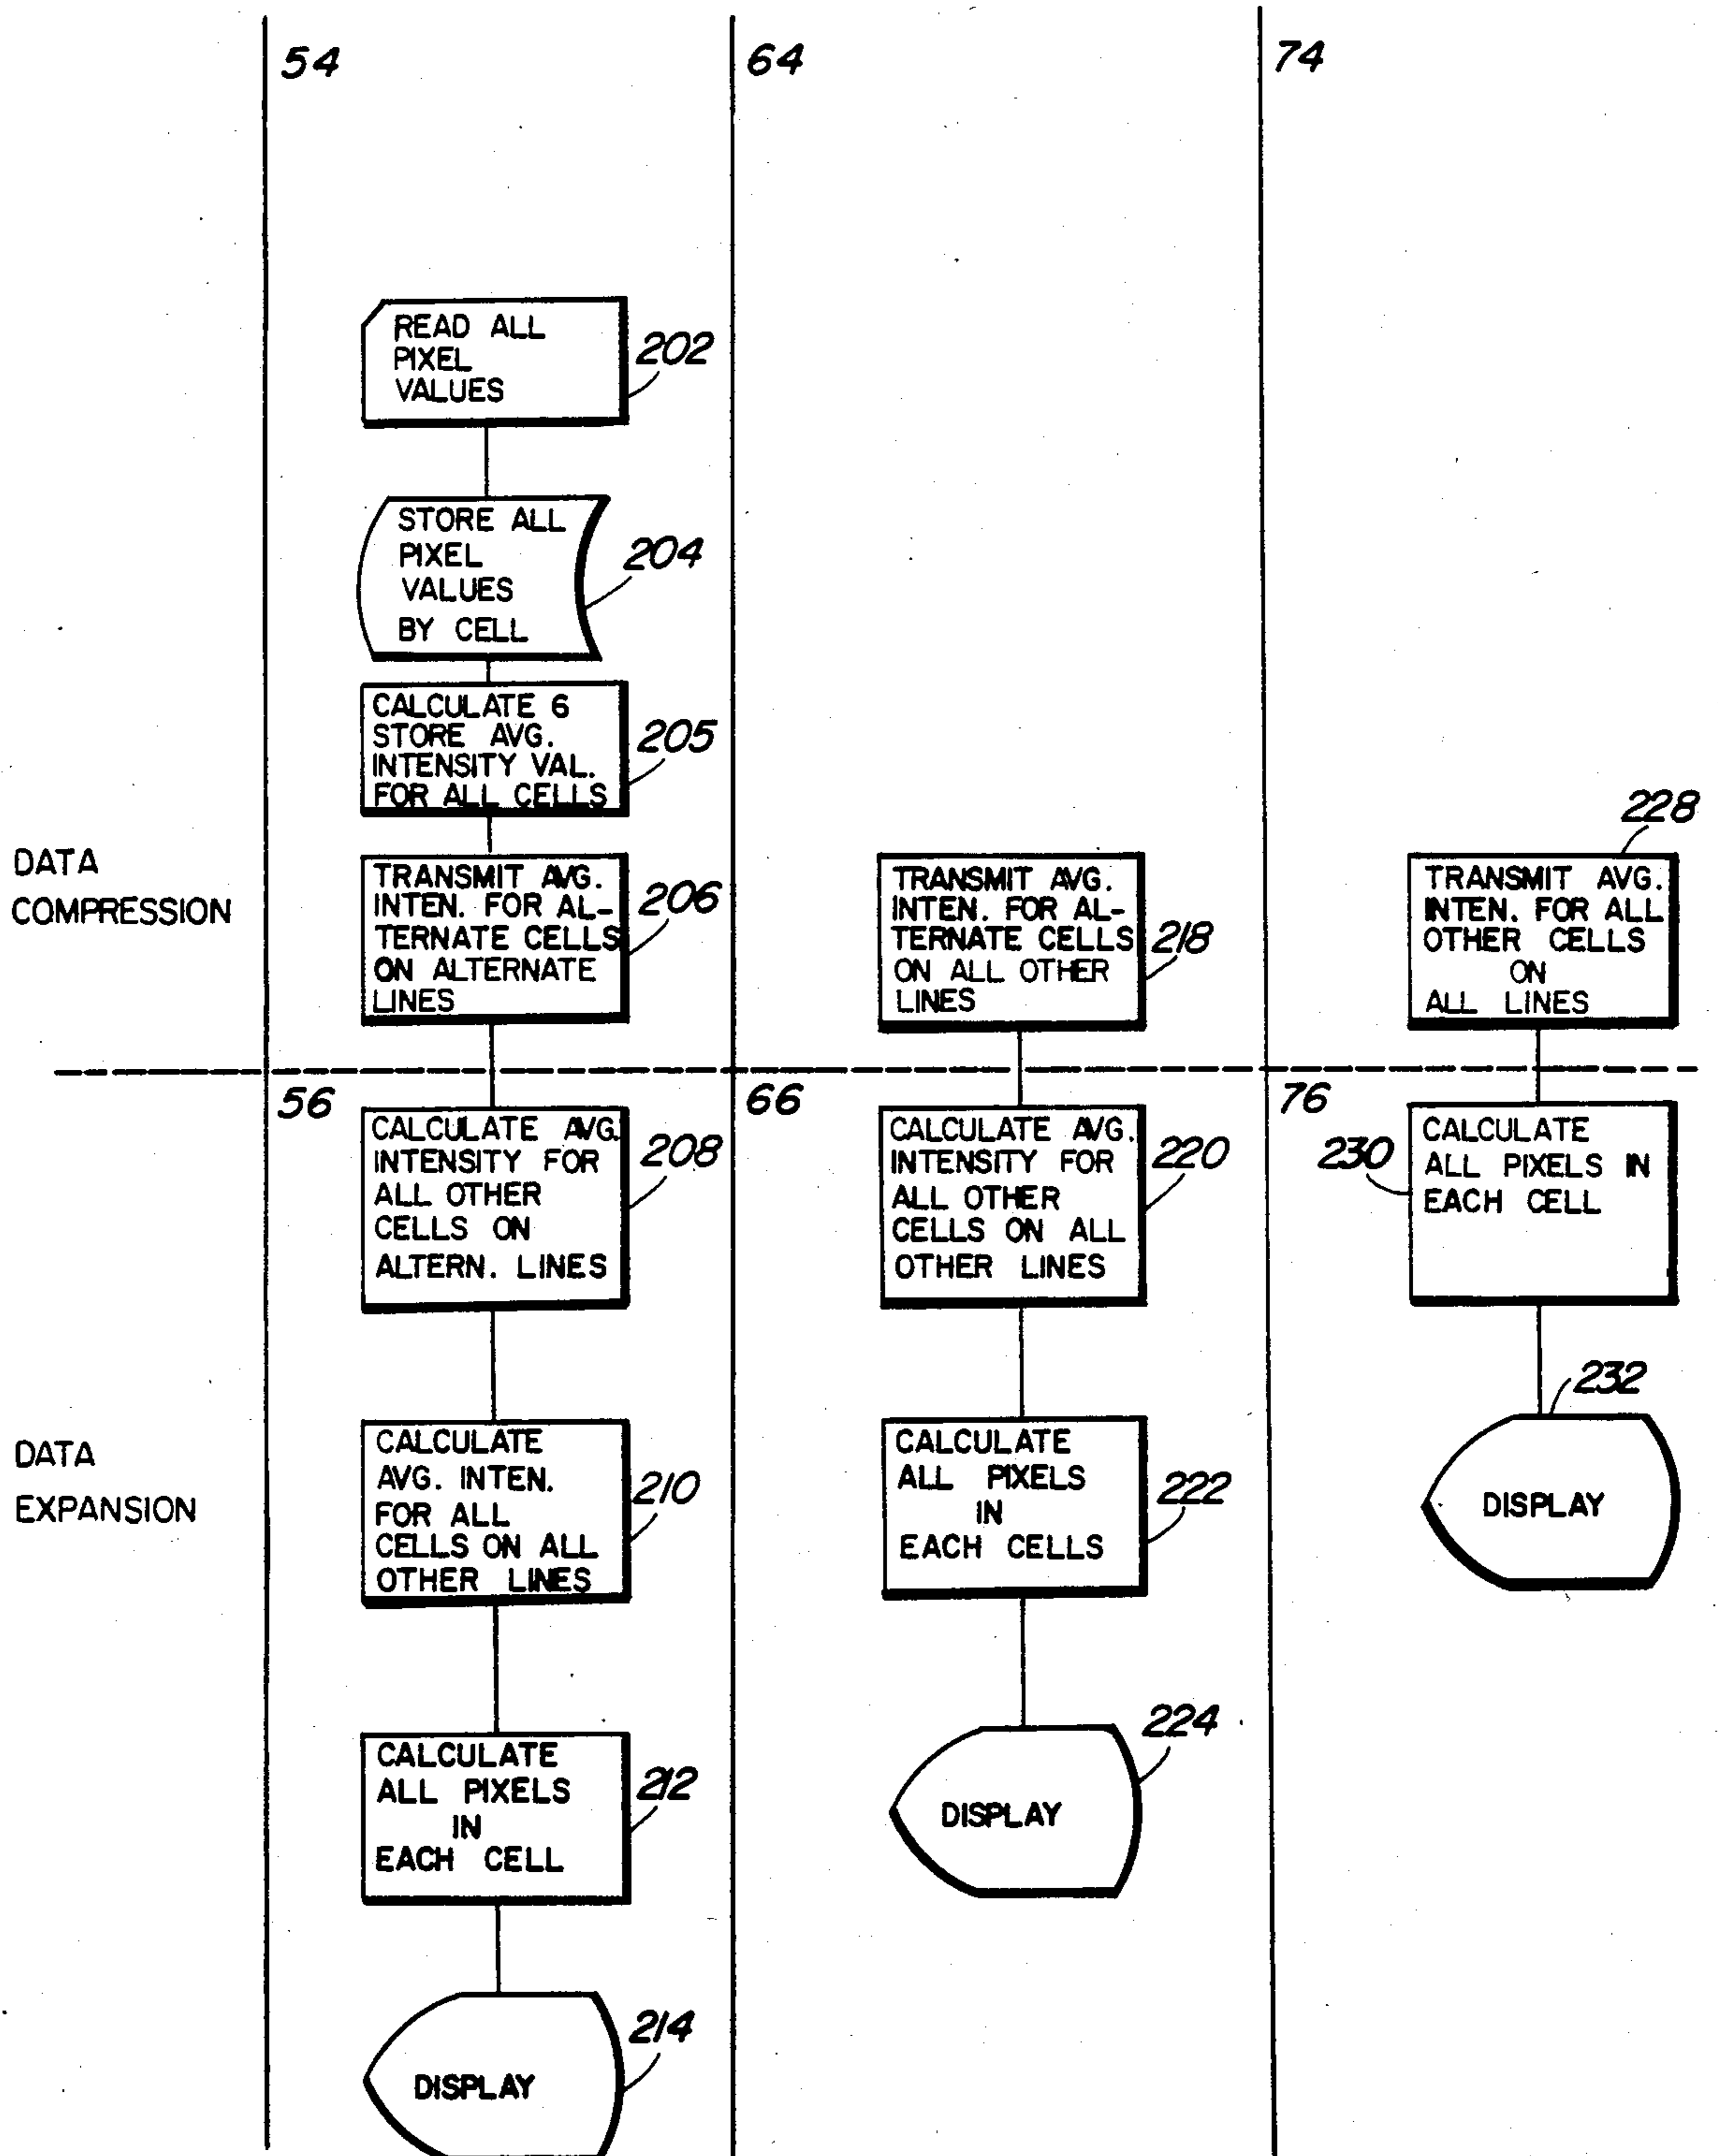 54
64
74
READ ALL
PIXEL
VALUES
202
STORE ALL
PIXEL
VALUES
BY CELL
204
CALCULATE 6
STORE AVG.
INTENSITY VAL.
FOR ALL CELLS
205
DATA
COMPRESSION
TRANSMIT AVG.
INTEN. FOR AL-
TERNATE CELLS
ON ALTERNATE
LINES
206
TRANSMIT AVG.
INTEN. FOR AL-
TERNATE CELLS
ON ALL OTHER
LINES
218
228
TRANSMIT AVG.
INTEN. FOR ALL
OTHER CELLS
ON
ALL LINES
56
66
76
CALCULATE AVG.
INTENSITY FOR
ALL OTHER
CELLS ON
ALTERN. LINES
208
CALCULATE AVG.
INTENSITY FOR
ALL OTHER
CELLS ON ALL
OTHER LINES
220
230
CALCULATE
ALL PIXELS IN
EACH CELL
DATA
EXPANSION
CALCULATE
AVG. INTEN.
FOR ALL
CELLS ON ALL
OTHER LINES
210
CALCULATE
ALL PIXELS
IN
EACH CELLS
222
232
DISPLAY
CALCULATE
ALL PIXELS
IN
EACH CELL
212
224
DISPLAY
214
DISPLAY